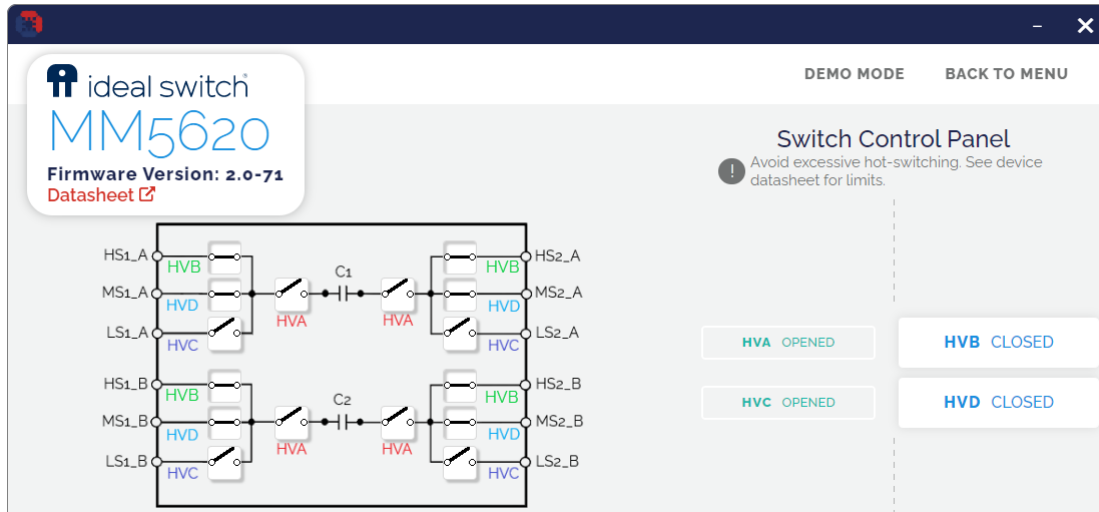 DEMO MODE BACK TO MENU
ideal switch®
MM5620
Firmware Version: 2.0-71
Datasheet
Switch Control Panel
! Avoid excessive hot-switching. See device
datasheet for limits.
HS1_A HVB C1 HVB HS2_A
MS1_A HVD HVA HVA HVD MS2_A
LS1_A HVC HVC LS2_A
HVA OPENED HVB CLOSED
HS1_B HVB C2 HVB HS2_B
HVC OPENED HVD CLOSED
MS1_B HVD HVA HVA HVD MS2_B
LS1_B HVC HVC LS2_B